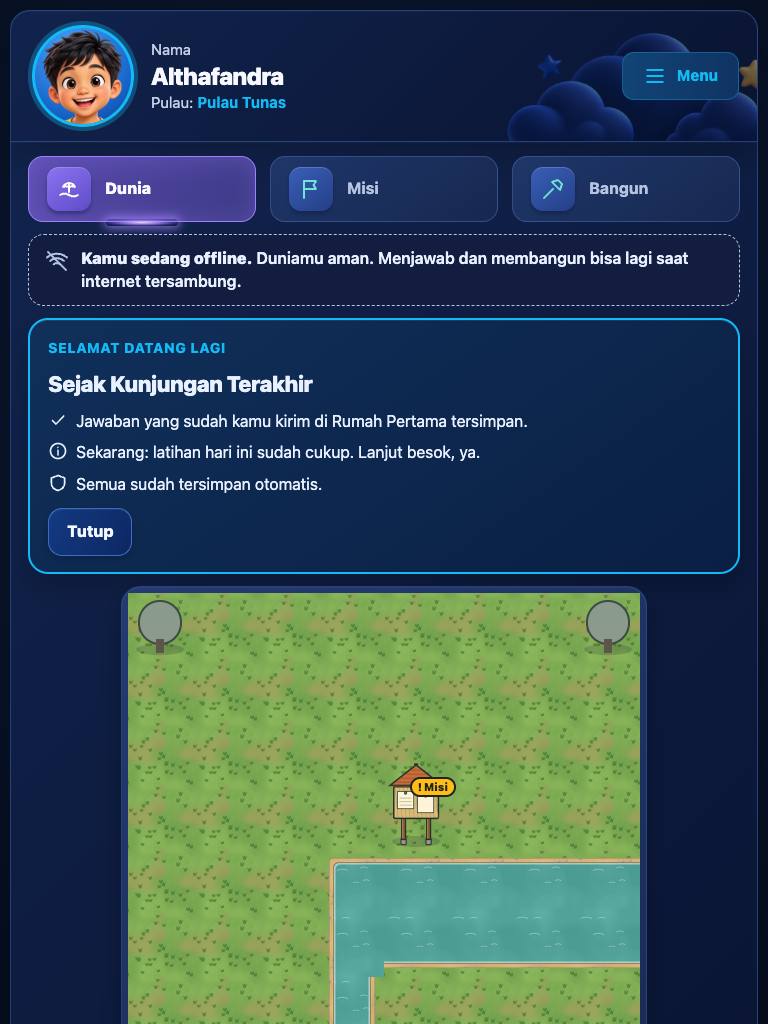 Nama
Althafandra
Pulau: Pulau Tunas
Menu
Dunia
Misi
Bangun
Kamu sedang offline. Duniamu aman. Menjawab dan membangun bisa lagi saat
internet tersambung.
SELAMAT DATANG LAGI
Sejak Kunjungan Terakhir
Jawaban yang sudah kamu kirim di Rumah Pertama tersimpan.
Sekarang: latihan hari ini sudah cukup. Lanjut besok, ya.
Semua sudah tersimpan otomatis.
Tutup
! Misi